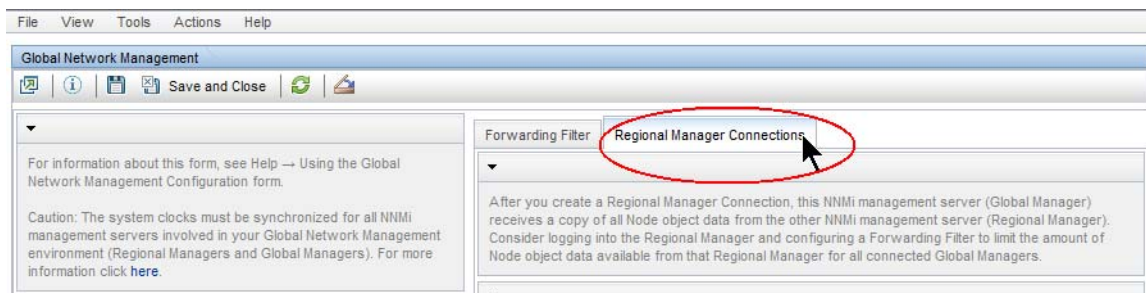 File View Tools Actions Help
Global Network Management
Save and Close
For information about this form, see Help → Using the Global
Network Management Configuration form.
Caution: The system clocks must be synchronized for all NNMi
management servers involved in your Global Network Management
environment (Regional Managers and Global Managers). For more
information click here.
Forwarding Filter Regional Manager Connections
After you create a Regional Manager Connection, this NNMi management server (Global Manager)
receives a copy of all Node object data from the other NNMi management server (Regional Manager).
Consider logging into the Regional Manager and configuring a Forwarding Filter to limit the amount of
Node object data available from that Regional Manager for all connected Global Managers.